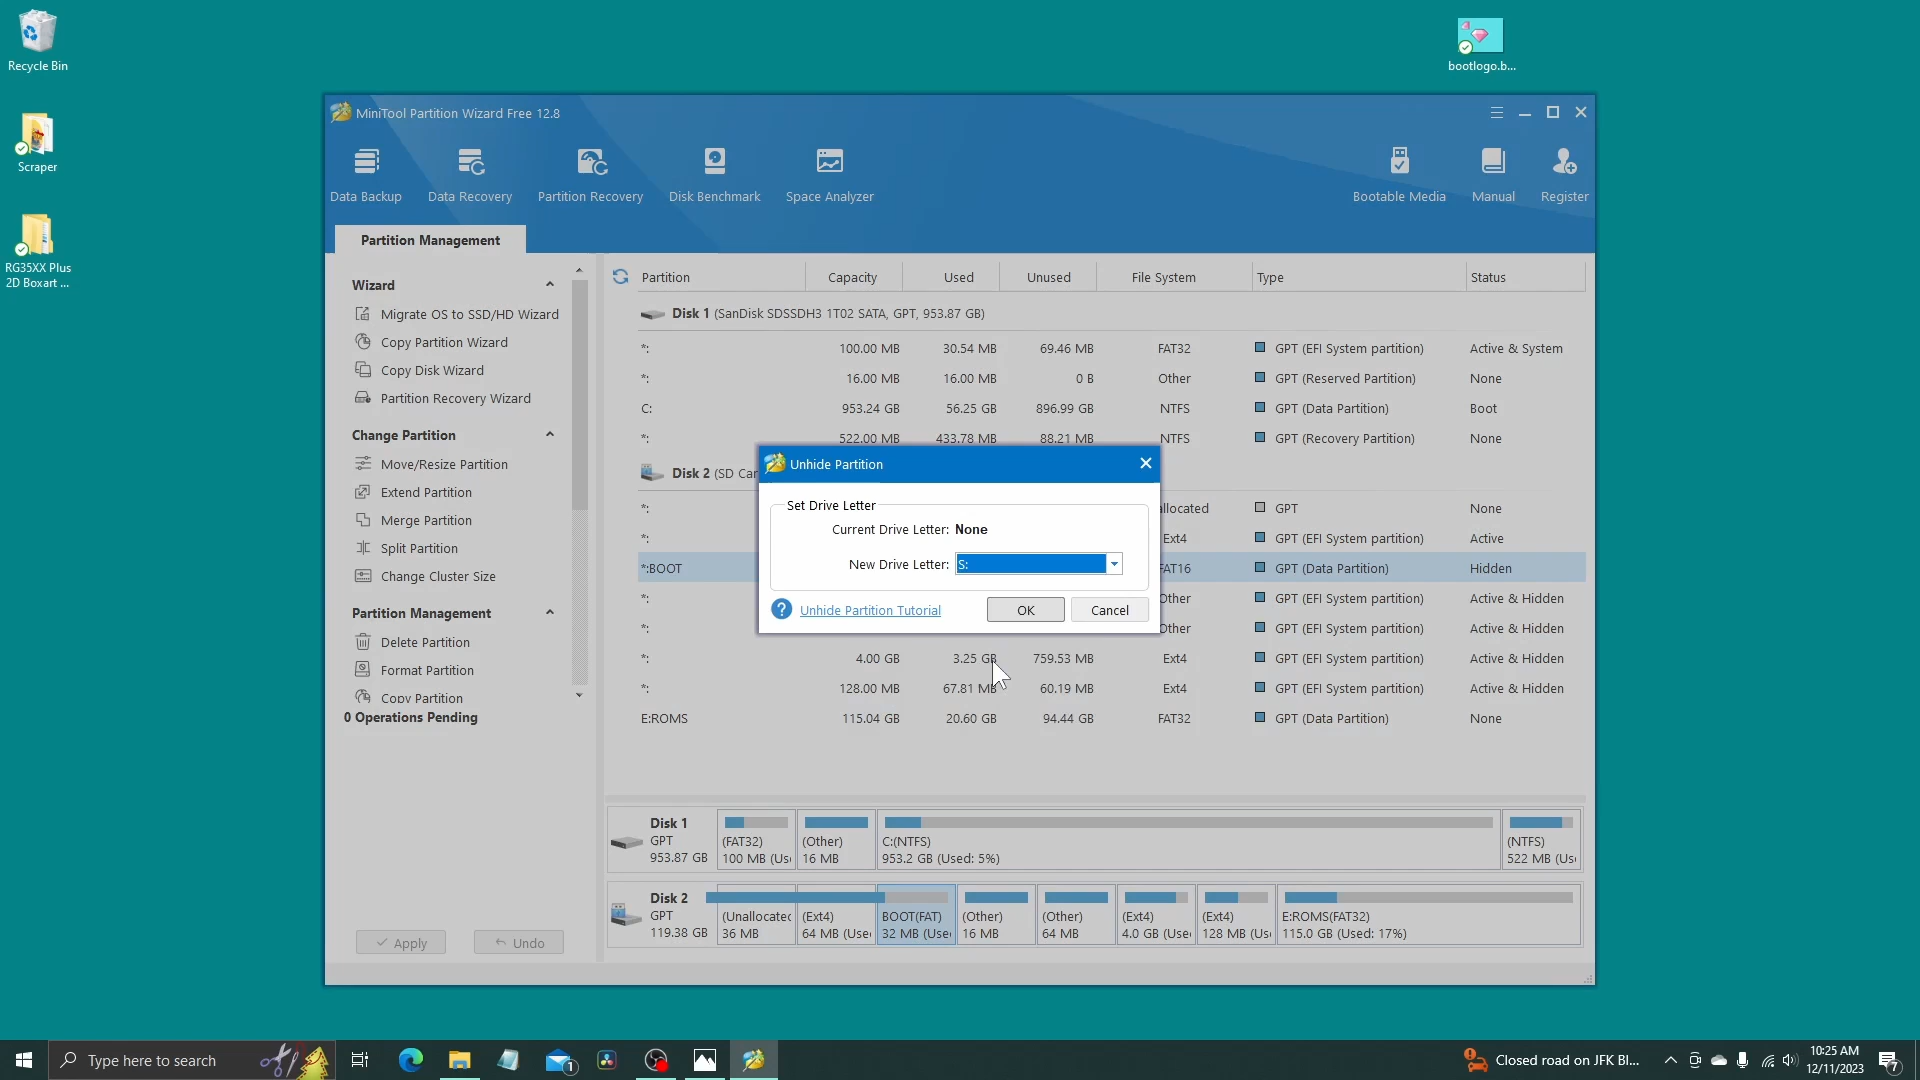 Recycle Bin
Scraper
RG35XX Plus
2D Boxart ...
bootlogo.b...
MiniTool Partition Wizard Free 12.8
Data Backup
Data Recovery
Partition Recovery
Disk Benchmark
Space Analyzer
Bootable Media
Manual
Register
Partition Management
Wizard
Migrate OS to SSD/HD Wizard
Copy Partition Wizard
Copy Disk Wizard
Partition Recovery Wizard
Change Partition
Move/Resize Partition
Extend Partition
Merge Partition
Split Partition
Change Cluster Size
Partition Management
Delete Partition
Format Partition
Copy Partition
0 Operations Pending
Apply
Undo
Partition Capacity Used Unused File System Type Status
Disk 1 (SanDisk SDSSDH3 1T02 SATA, GPT, 953.87 GB)
*: 100.00 MB 30.54 MB 69.46 MB FAT32 GPT (EFI System partition) Active & System
*: 16.00 MB 16.00 MB 0 B Other GPT (Reserved Partition) None
C: 953.24 GB 56.25 GB 896.99 GB NTFS GPT (Data Partition) Boot
*: 522.00 MB 433.78 MB 88.21 MB NTFS GPT (Recovery Partition) None
Disk 2 (SD Car
*: llocated GPT None
*: Ext4 GPT (EFI System partition) Active
*:BOOT FAT16 GPT (Data Partition) Hidden
*: Other GPT (EFI System partition) Active & Hidden
*: Other GPT (EFI System partition) Active & Hidden
*: 4.00 GB 3.25 GB 759.53 MB Ext4 GPT (EFI System partition) Active & Hidden
*: 128.00 MB 67.81 MB 60.19 MB Ext4 GPT (EFI System partition) Active & Hidden
E:ROMS 115.04 GB 20.60 GB 94.44 GB FAT32 GPT (Data Partition) None
Unhide Partition
Set Drive Letter
Current Drive Letter: None
New Drive Letter: S:
? Unhide Partition Tutorial
OK
Cancel
Disk 1
GPT
953.87 GB
(FAT32)
100 MB (Us
(Other)
16 MB
C:(NTFS)
953.2 GB (Used: 5%)
(NTFS)
522 MB (Us
Disk 2
GPT
119.38 GB
(Unallocated
36 MB
(Ext4)
64 MB (Use
BOOT(FAT)
32 MB (Use
(Other)
16 MB
(Other)
64 MB
(Ext4)
4.0 GB (Use
(Ext4)
128 MB (Us
E:ROMS(FAT32)
115.0 GB (Used: 17%)
Type here to search
1
Closed road on JFK Bl...
10:25 AM
12/11/2023
7